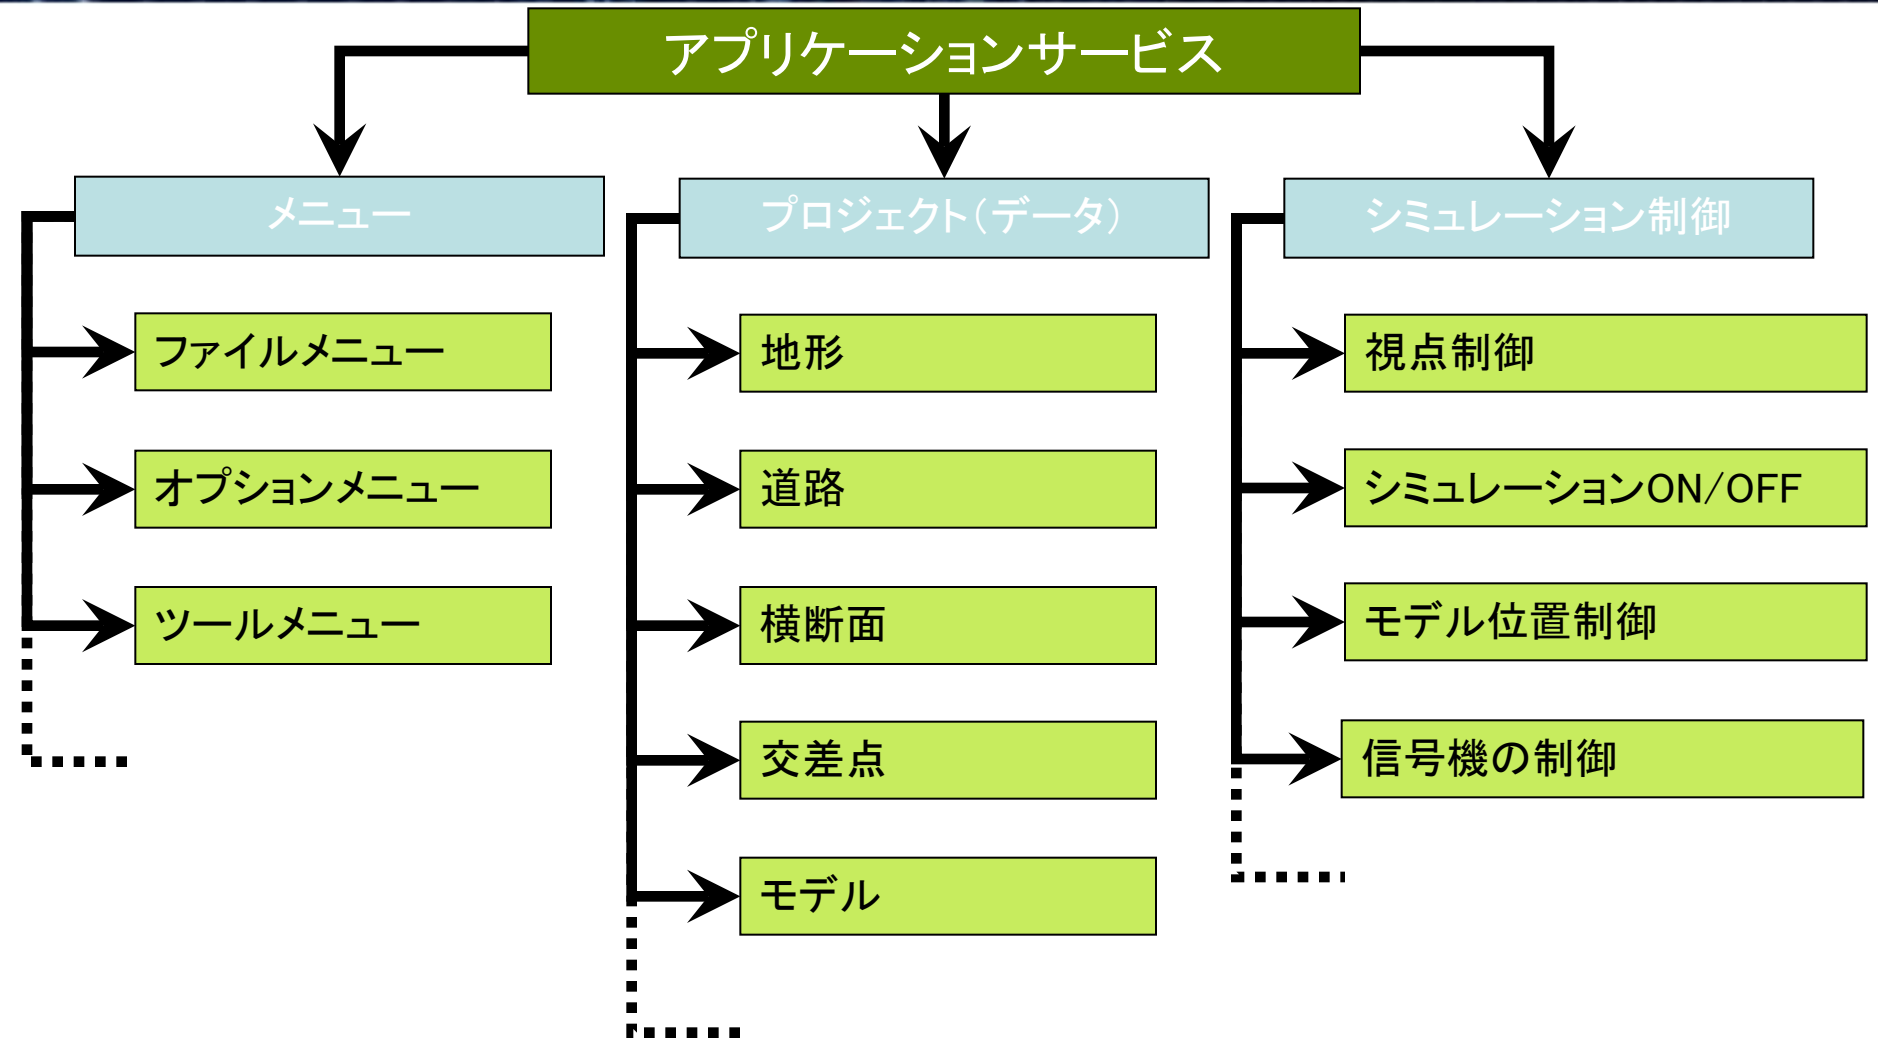 アプリケーションサービス
メニュー
ファイルメニュー
オプションメニュー
ツールメニュー
プロジェクト（データ）
地形
道路
横断面
交差点
モデル
シミュレーション制御
視点制御
シミュレーションON/OFF
モデル位置制御
信号機の制御